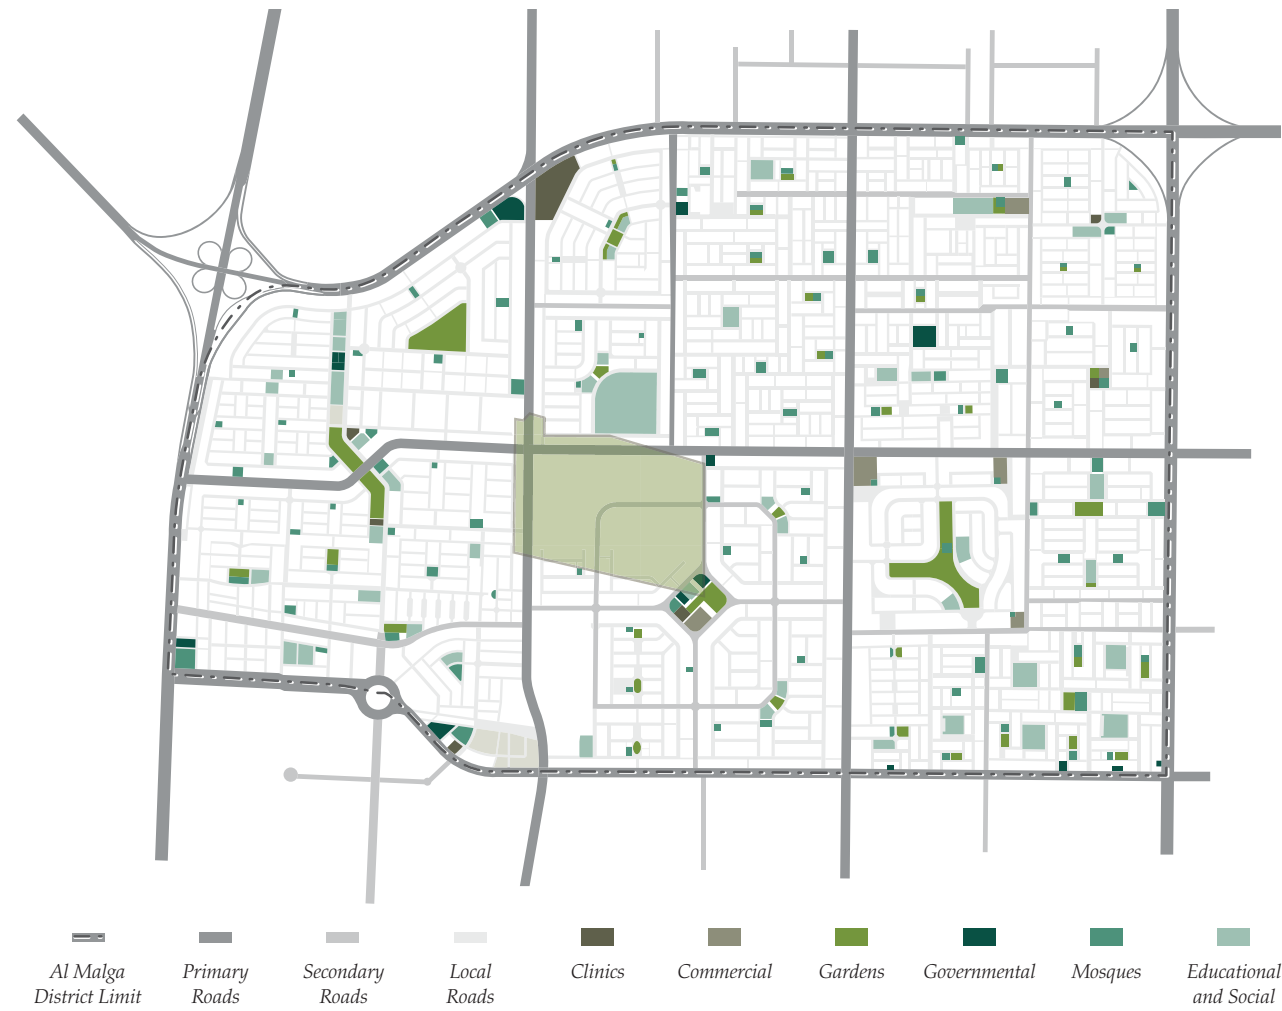 Al Malga
District Limit
Primary
Roads
Secondary
Roads
Local
Roads
Clinics
Commercial
Gardens
Governmental
Mosques
Educational
and Social